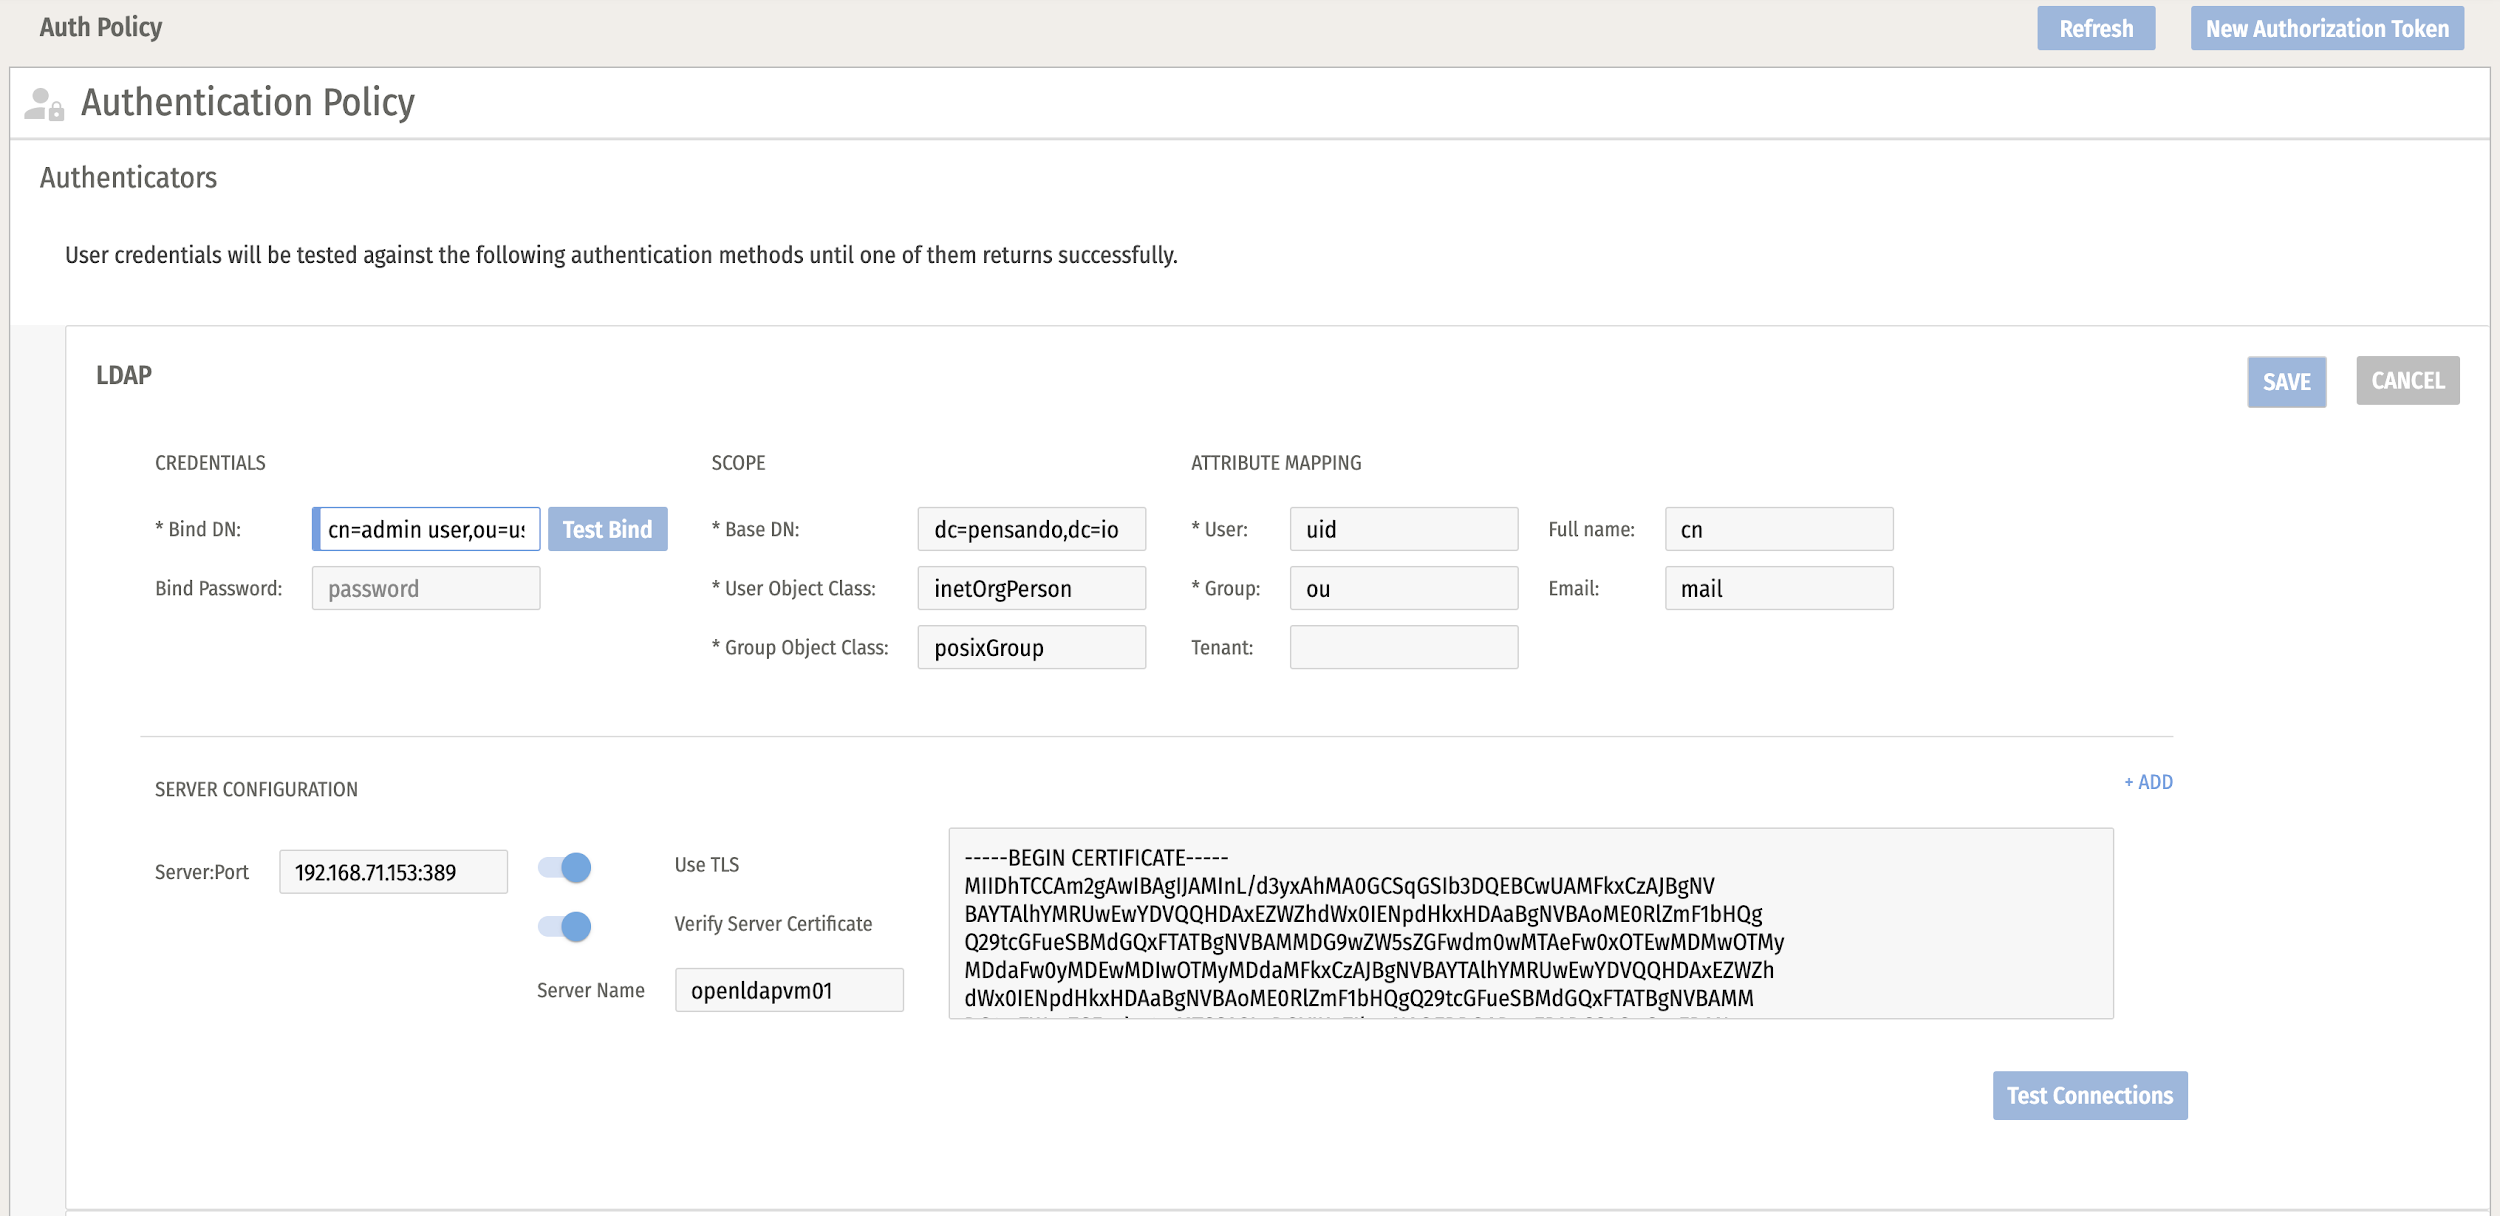 Auth Policy
Refresh
New Authorization Token
Authentication Policy
Authenticators
User credentials will be tested against the following authentication methods until one of them returns successfully.
LDAP
SAVE
CANCEL
CREDENTIALS
SCOPE
ATTRIBUTE MAPPING
* Bind DN:
cn=admin user,ou=us
Test Bind
* Base DN:
dc=pensando,dc=io
* User:
uid
Full name:
cn
Bind Password:
password
* User Object Class:
inetOrgPerson
* Group:
ou
Email:
mail
* Group Object Class:
posixGroup
Tenant:
SERVER CONFIGURATION
+ ADD
Server:Port
192.168.71.153:389
Use TLS
Verify Server Certificate
Server Name
openldapvm01
-----BEGIN CERTIFICATE-----
MIIDhTCCAm2gAwIBAgIJAMInL/d3yxAhMA0GCSqGSIb3DQEBCwUAMFkxCzAJBgNV
BAYTAlhYMRUwEwYDVQQHDAxEZWZhdWx0IENpdHkxHDAaBgNVBAoME0RlZmF1bHQg
Q29tcGFueSBMdGQxFTATBgNVBAMMDG9wZW5sZGFwdm0wMTAeFw0xOTEwMDMwOTMy
MDdaFw0yMDEwMDIwOTMyMDdaMFkxCzAJBgNVBAYTAlhYMRUwEwYDVQQHDAxEZWZh
dWx0IENpdHkxHDAaBgNVBAoME0RlZmF1bHQgQ29tcGFueSBMdGQxFTATBgNVBAMM
Test Connections